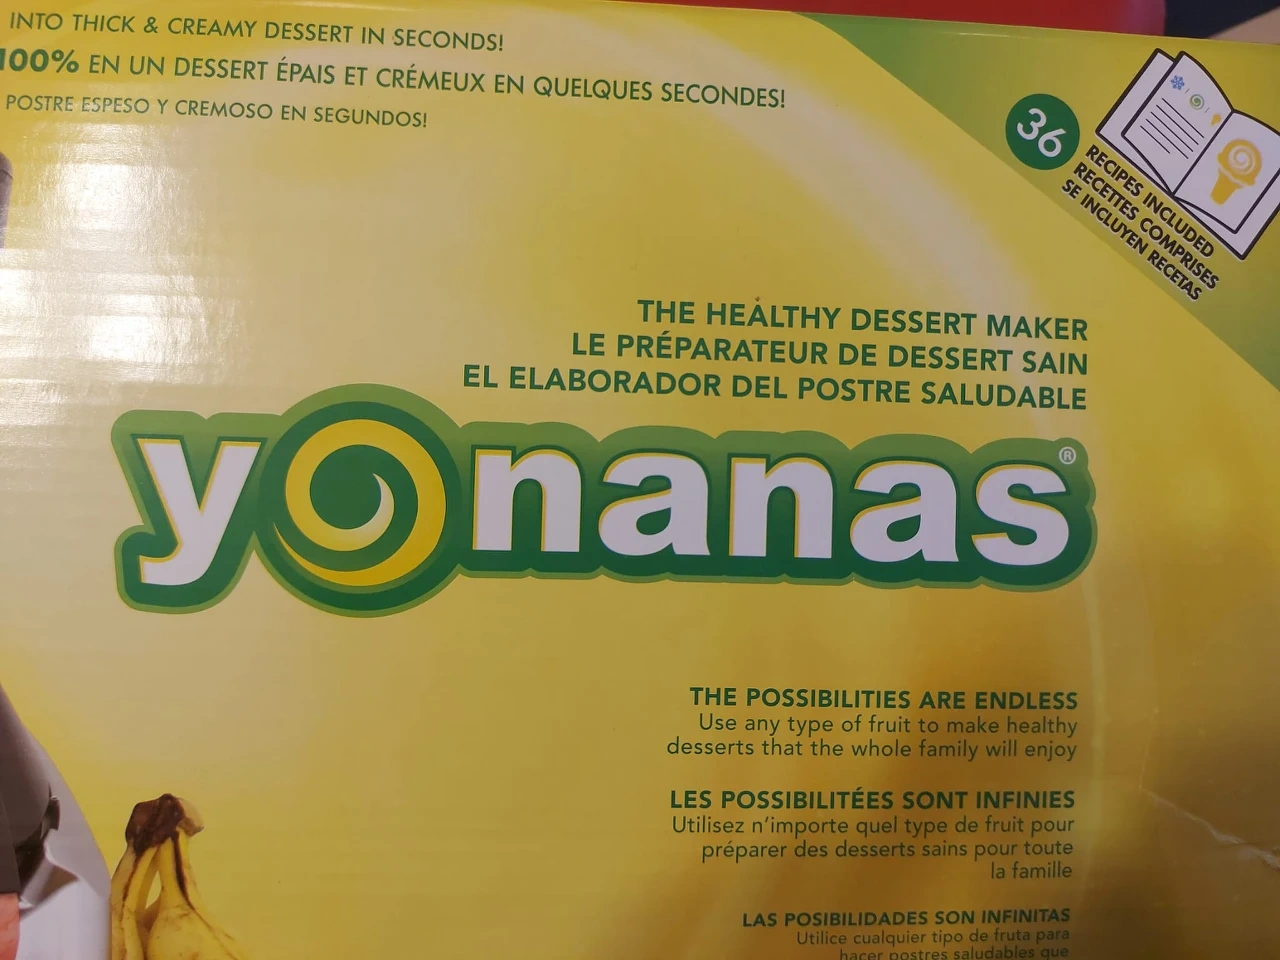 INTO THICK & CREAMY DESSERT IN SECONDS!
100% EN UN DESSERT ÉPAIS ET CRÉMEUX EN QUELQUES SECONDES!
POSTRE ESPESO Y CREMOSO EN SEGUNDOS!
36
RECIPES INCLUDED
RECETTES COMPRISES
SE INCLUYEN RECETAS
THE HEALTHY DESSERT MAKER
LE PRÉPARATEUR DE DESSERT SAIN
EL ELABORADOR DEL POSTRE SALUDABLE
yonanas®
THE POSSIBILITIES ARE ENDLESS
Use any type of fruit to make healthy
desserts that the whole family will enjoy
LES POSSIBILITÉES SONT INFINIES
Utilisez n'importe quel type de fruit pour
préparer des desserts sains pour toute
la famille
LAS POSIBILIDADES SON INFINITAS
Utilice cualquier tipo de fruta para
hacer postres saludables que